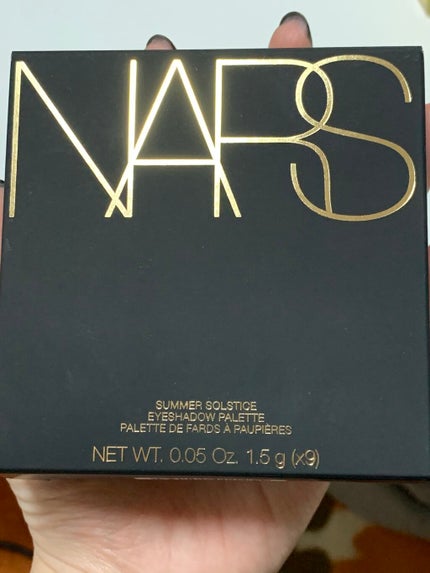 NARS
SUMMER SOLSTICE
EYESHADOW PALETTE
PALETTE DE FARDS À PAUPIÈRES
NET WT. 0.05 Oz. 1.5 g (x9)